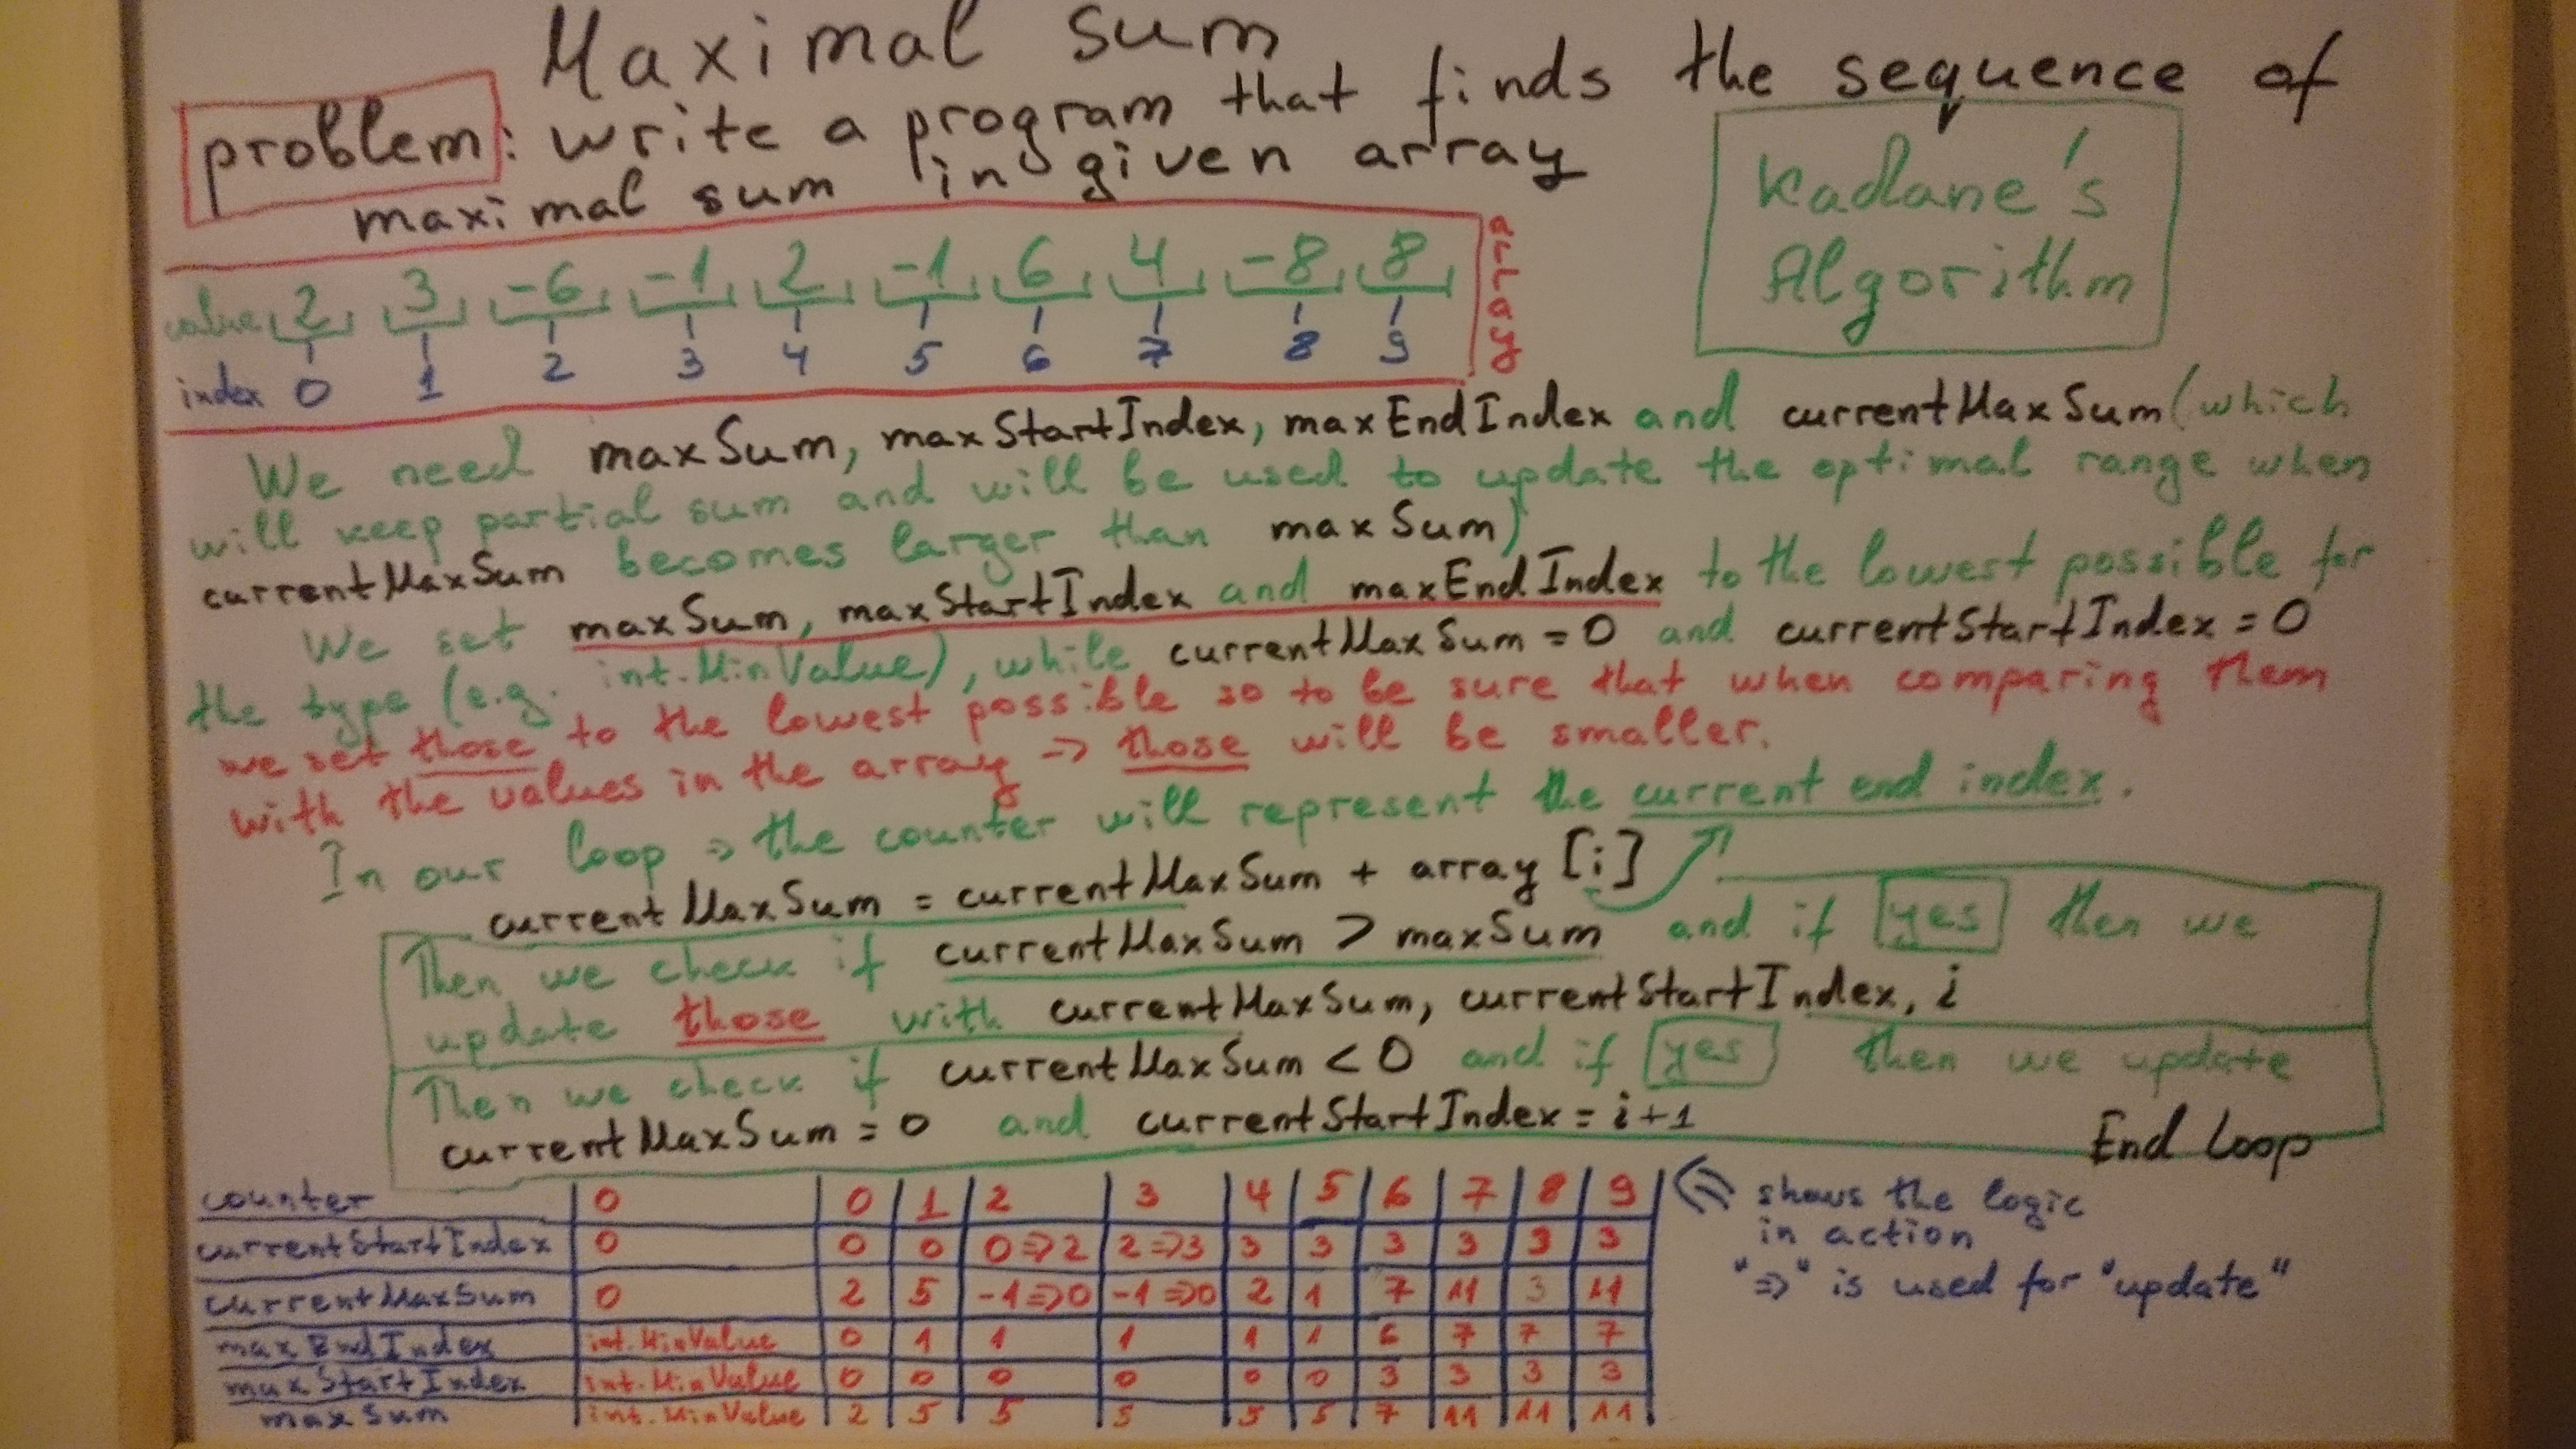 Maximal sum
problem: write a program that finds the sequence of
maximal sum in given array
Kadane's
Algorithm
value 2 3 -6 -1 2 -1 6 4 -8 8
index 0 1 2 3 4 5 6 7 8 9
array
We need maxSum, maxStartIndex, maxEndIndex and currentMaxSum (which
will keep partial sum and will be used to update the optimal range when
currentMaxSum becomes larger than maxSum)
We set maxSum, maxStartIndex and maxEndIndex to the lowest possible for
the type (e.g. int.MinValue), while currentMaxSum = 0 and currentStartIndex = 0
we set those to the lowest possible so to be sure that when comparing them
with the values in the array => those will be smaller.
In our loop => the counter will represent the current end index.
currentMaxSum = currentMaxSum + array [i]
Then we check if currentMaxSum > maxSum and if yes then we
update those with currentMaxSum, currentStartIndex, i
Then we check if currentMaxSum < 0 and if yes then we update
currentMaxSum = 0 and currentStartIndex = i+1
End Loop
counter 0 0 1 2 3 4 5 6 7 8 9
currentStartIndex 0 0 0 0=>2 2=>3 3 3 3 3 3 3
currentMaxSum 0 2 5 -1=>0 -1=>0 2 1 7 11 3 11
maxEndIndex int.MinValue 0 1 1 1 1 1 6 7 7 7
maxStartIndex int.MinValue 0 0 0 0 0 0 3 3 3 3
maxSum int.MinValue 2 5 5 5 5 5 7 11 11 11
<= shows the logic
in action
"=>" is used for "update"